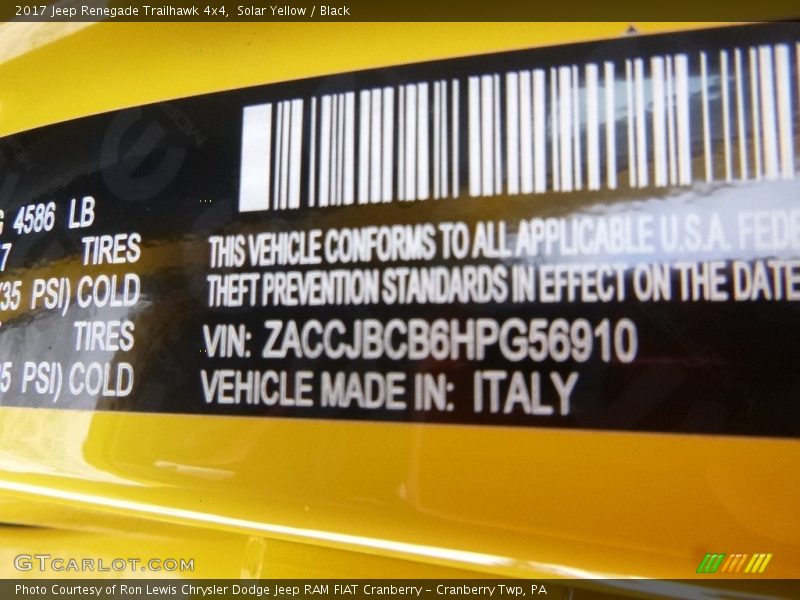 2017 Jeep Renegade Trailhawk 4x4, Solar Yellow / Black
4586 LB
TIRES
35 PSI) COLD
TIRES
PSI) COLD
THIS VEHICLE CONFORMS TO ALL APPLICABLE U.S.A.
THEFT PREVENTION STANDARDS IN EFFECT ON THE DATE
VIN: ZACCJBCB6HPG56910
VEHICLE MADE IN: ITALY
GTCARLOT.COM
Photo Courtesy of Ron Lewis Chrysler Dodge Jeep RAM FIAT Cranberry – Cranberry Twp, PA